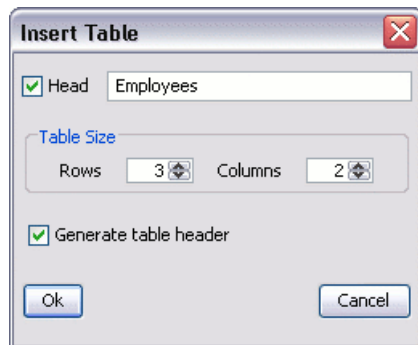 Insert Table
Head Employees
Table Size
Rows 3 Columns 2
Generate table header
Ok Cancel